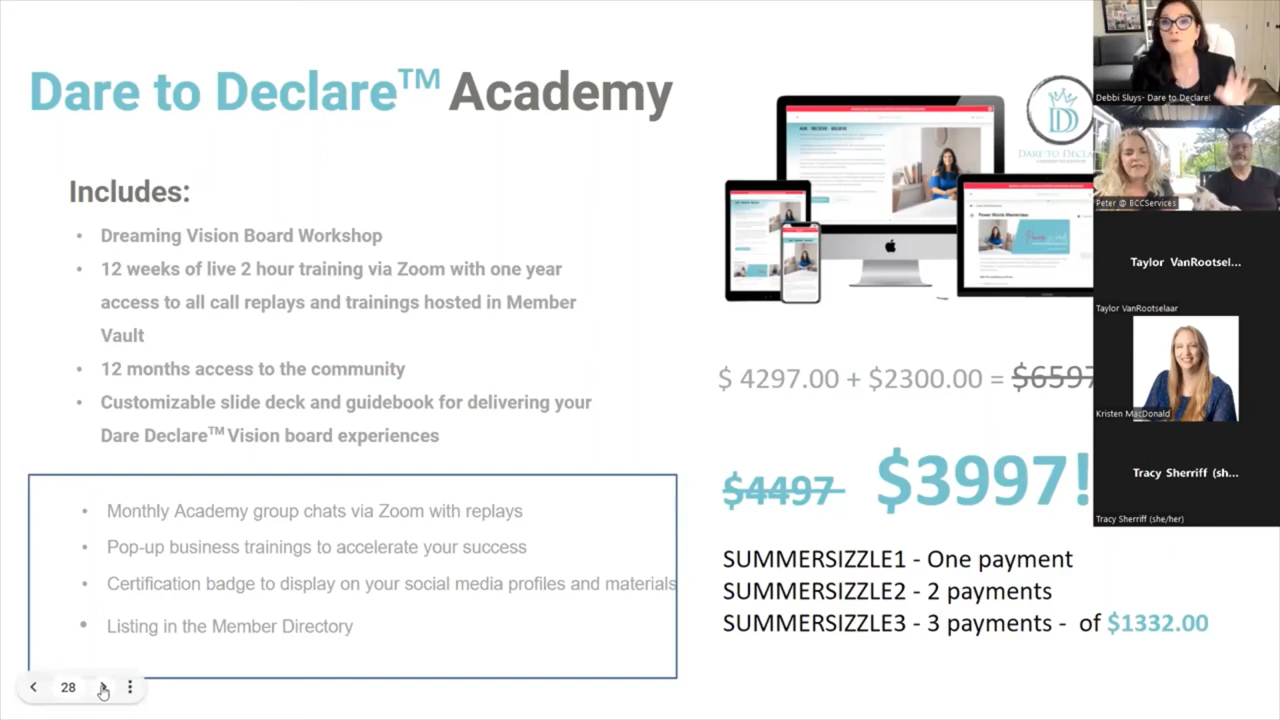 Dare to Declare™ Academy
Includes:
• Dreaming Vision Board Workshop
• 12 weeks of live 2 hour training via Zoom with one year
access to all call replays and trainings hosted in Member
Vault
• 12 months access to the community
• Customizable slide deck and guidebook for delivering your
Dare Declare™ Vision board experiences
• Monthly Academy group chats via Zoom with replays
• Pop-up business trainings to accelerate your success
• Certification badge to display on your social media profiles and materials
• Listing in the Member Directory
28
DARE TO DECLA
Power Words Masterclass
$ 4297.00 + $2300.00 = $6597
$4497 $3997!
SUMMERSIZZLE1 - One payment
SUMMERSIZZLE2 - 2 payments
SUMMERSIZZLE3 - 3 payments - of $1332.00
Debbi Sluys- Dare to Declare!
Peter @ BCCServices
Taylor VanRootsel...
Taylor VanRootselaar
Kristen MacDonald
Tracy Sherriff (sh...
Tracy Sherriff (she/her)